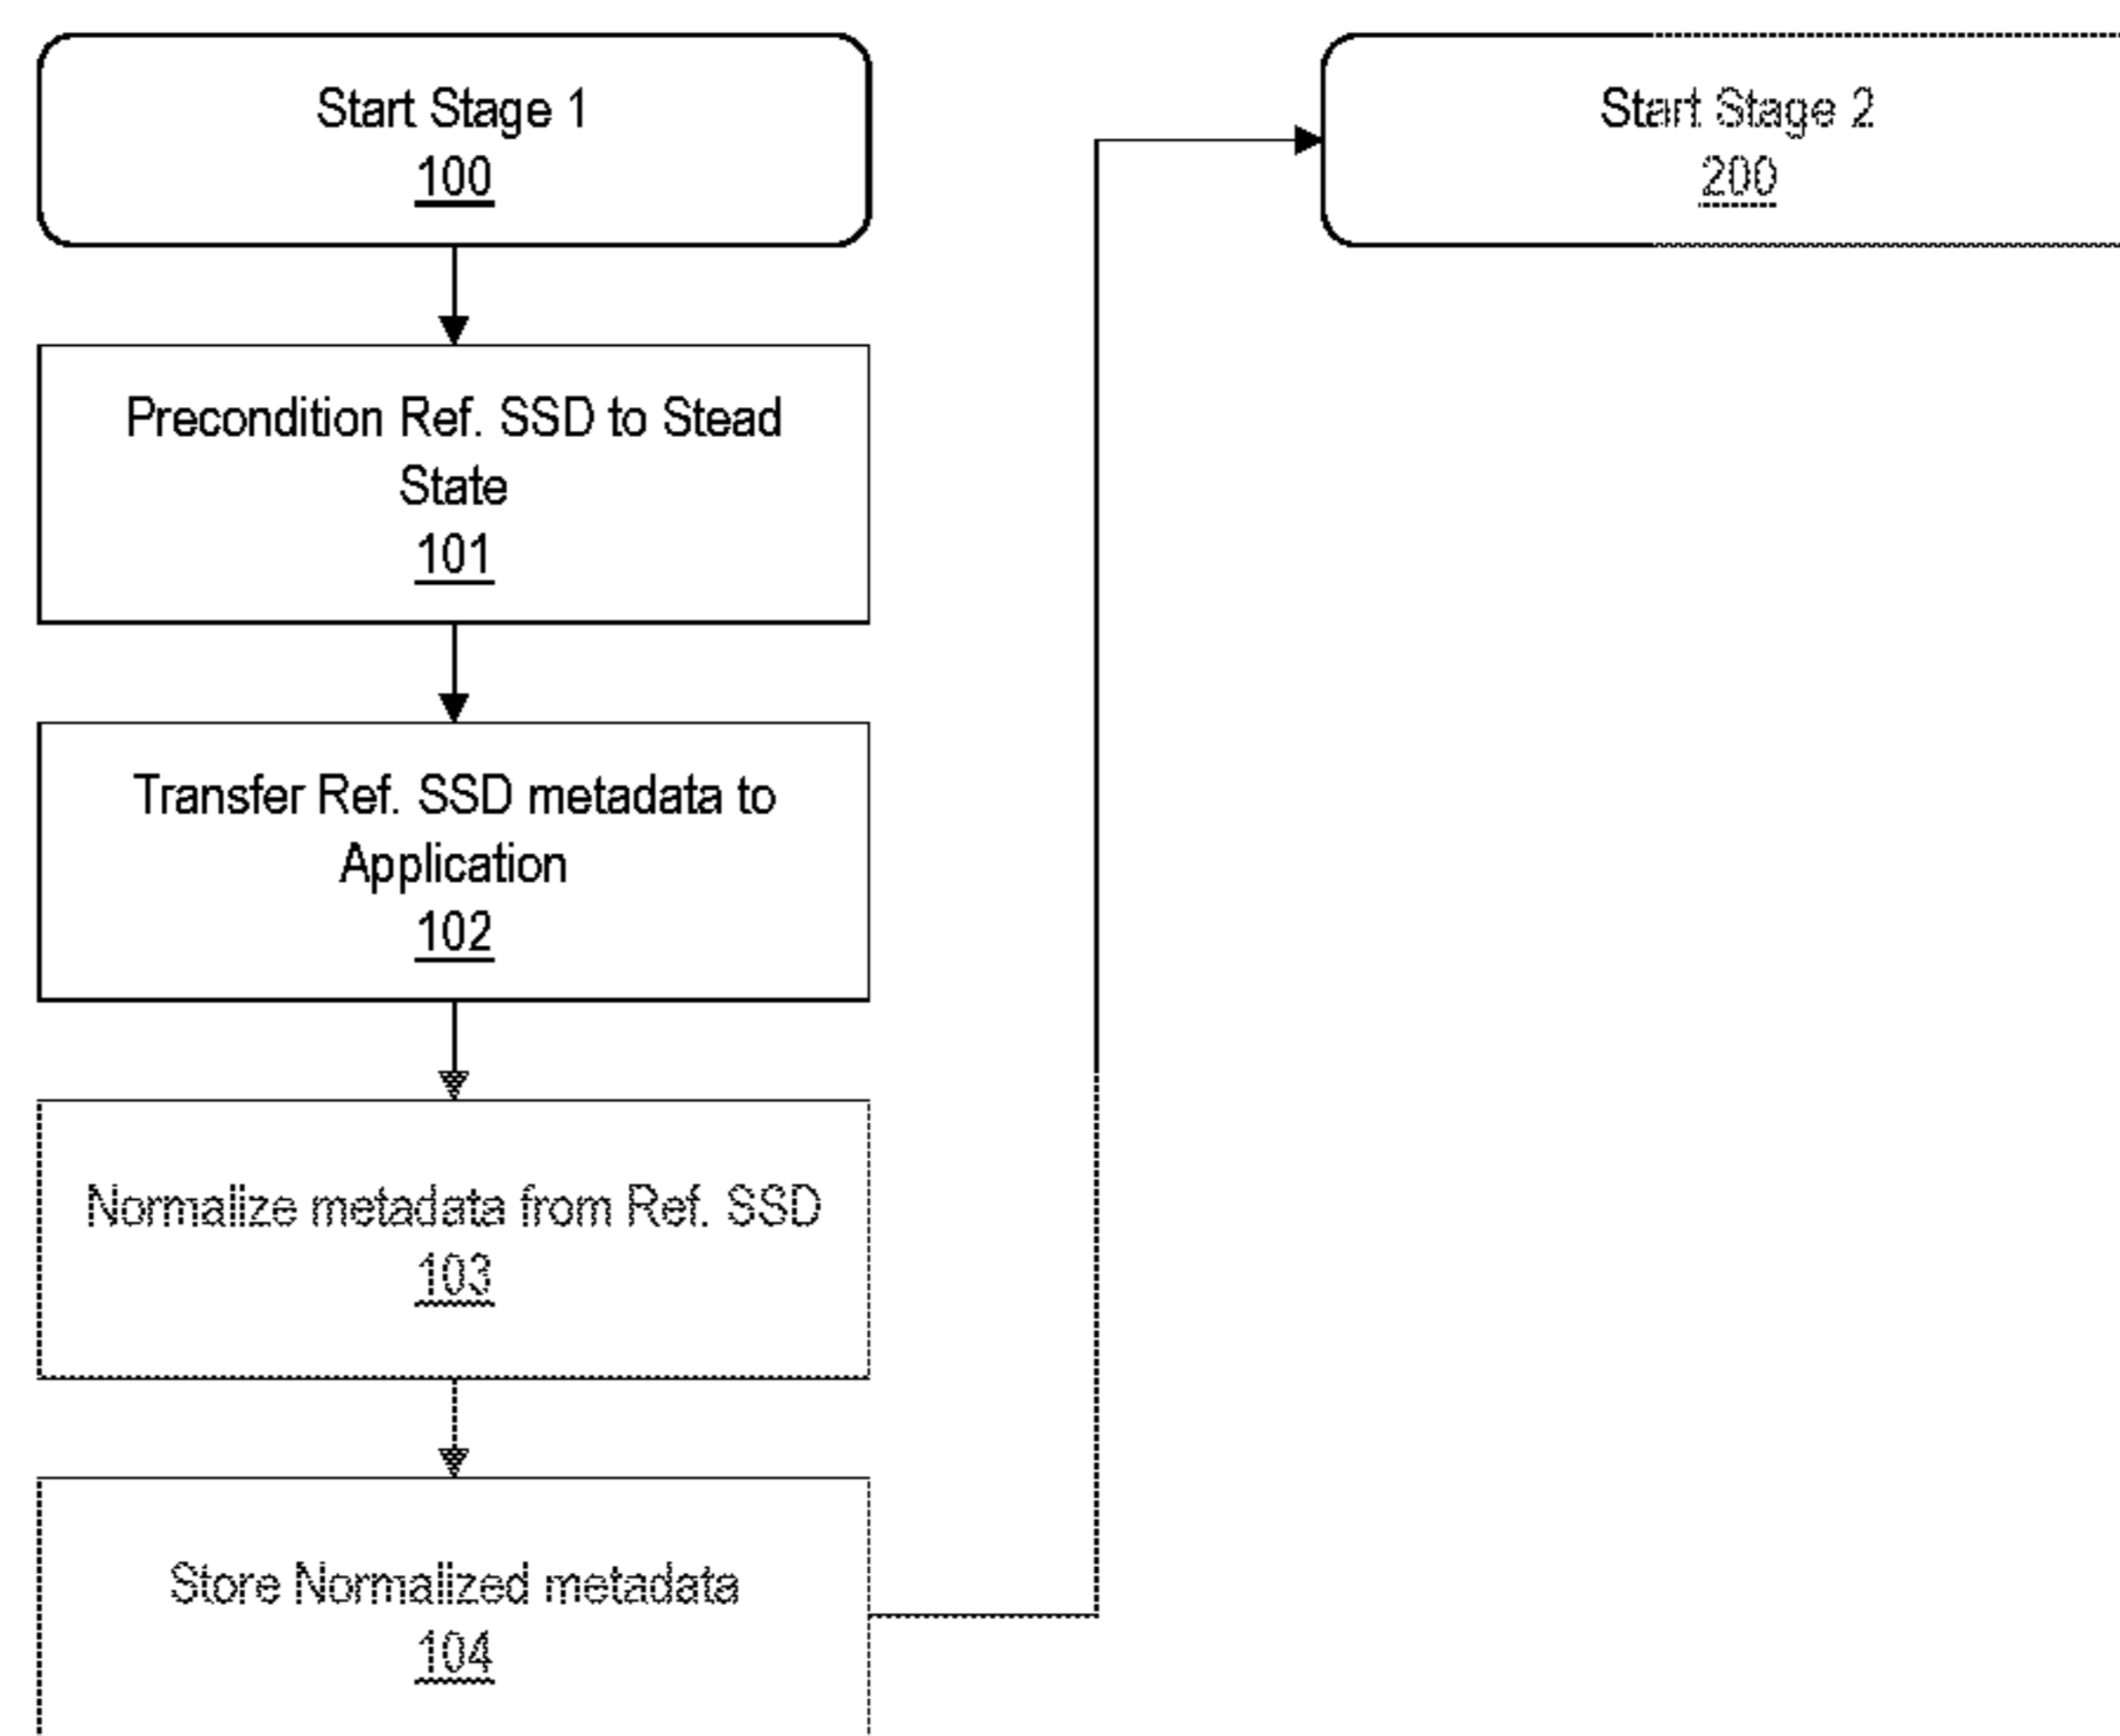 Start Stage 1
100
Precondition Ref. SSD to Stead
State
101
Transfer Ref. SSD metadata to
Application
102
Normalize metadata from Ref. SSD
103
Store Normalized metadata
104
Start Stage 2
200